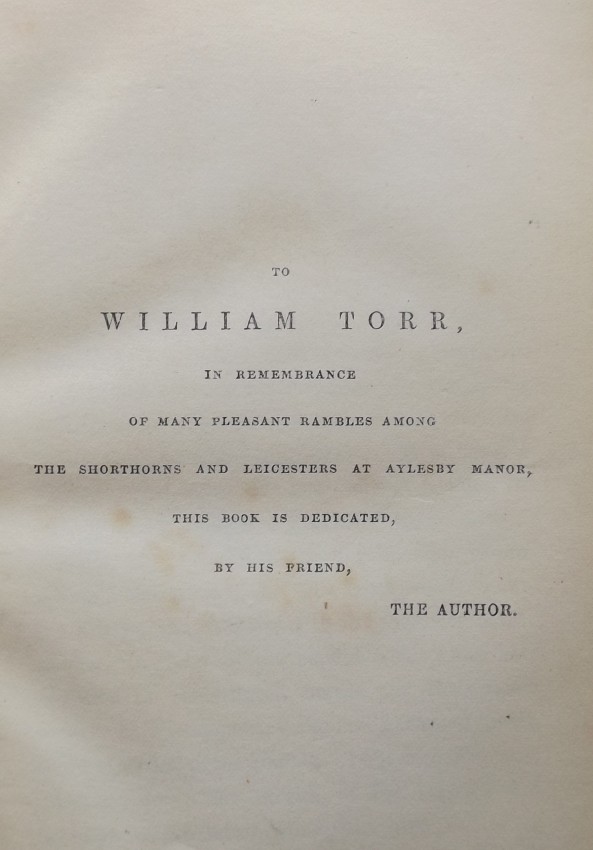 TO
WILLIAM TORR,
IN REMEMBRANCE
OF MANY PLEASANT RAMBLES AMONG
THE SHORTHORNS AND LEICESTERS AT AYLESBY MANOR,
THIS BOOK IS DEDICATED,
BY HIS FRIEND,
THE AUTHOR.